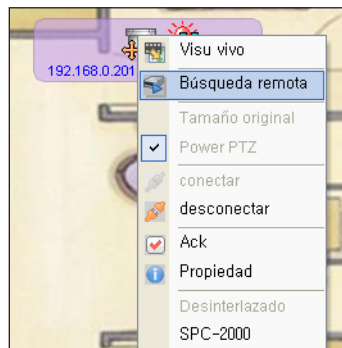 Visu vivo
192.168.0.201
Búsqueda remota
Tamaño original
Power PTZ
conectar
desconectar
Ack
Propiedad
Desinterlazado
SPC-2000